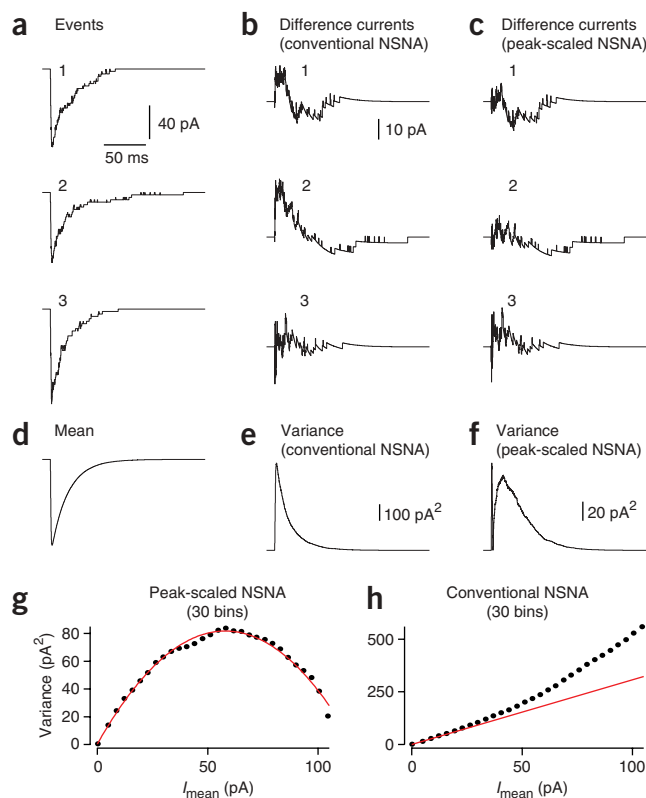 a Events
b Difference currents
(conventional NSNA)
c Difference currents
(peak-scaled NSNA)
1
40 pA
50 ms
1
10 pA
1
2
2
2
3
3
3
d Mean
e Variance
(conventional NSNA)
100 pA²
f Variance
(peak-scaled NSNA)
20 pA²
g Peak-scaled NSNA
(30 bins)
Variance (pA²)
80
60
40
20
0
0 50 100
I mean (pA)
h Conventional NSNA
(30 bins)
500
250
0
0 50 100
I mean (pA)